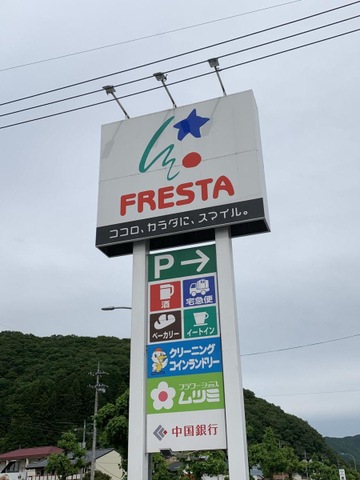 FRESTA
ココロ、カラダに、スマイル。
P→
酒 宅急便
ベーカリー イートイン
クリーニング
コインランドリー
フラワーショップ
ムツミ
中国銀行